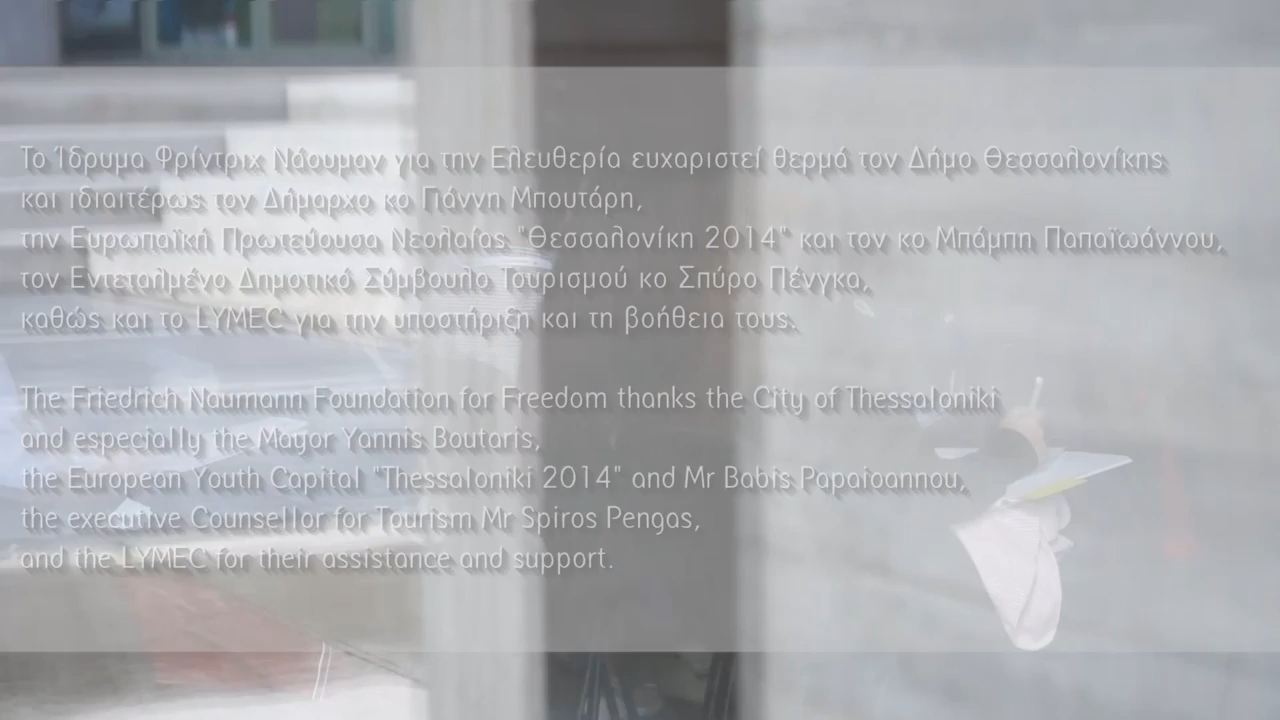 Το Ίδρυμα Φρίντριχ Νάουμαν για την Ελευθερία ευχαριστεί θερμά τον Δήμο Θεσσαλονίκης
και ιδιαιτέρως τον Δήμαρχο κο Γιάννη Μπουτάρη,
την Ευρωπαϊκή Πρωτεύουσα Νεολαίας "Θεσσαλονίκη 2014" και τον κο Μπάμπη Παπαϊωάννου,
τον Εντεταλμένο Δημοτικό Σύμβουλο Τουρισμού κο Σπύρο Πένγκα,
καθώς και το LYMEC για την υποστήριξη και τη βοήθεια τους.
The Friedrich Naumann Foundation for Freedom thanks the City of Thessaloniki
and especially the Mayor Yannis Boutaris,
the European Youth Capital "Thessaloniki 2014" and Mr Babis Papaioannou,
the executive Counsellor for Tourism Mr Spiros Pengas,
and the LYMEC for their assistance and support.